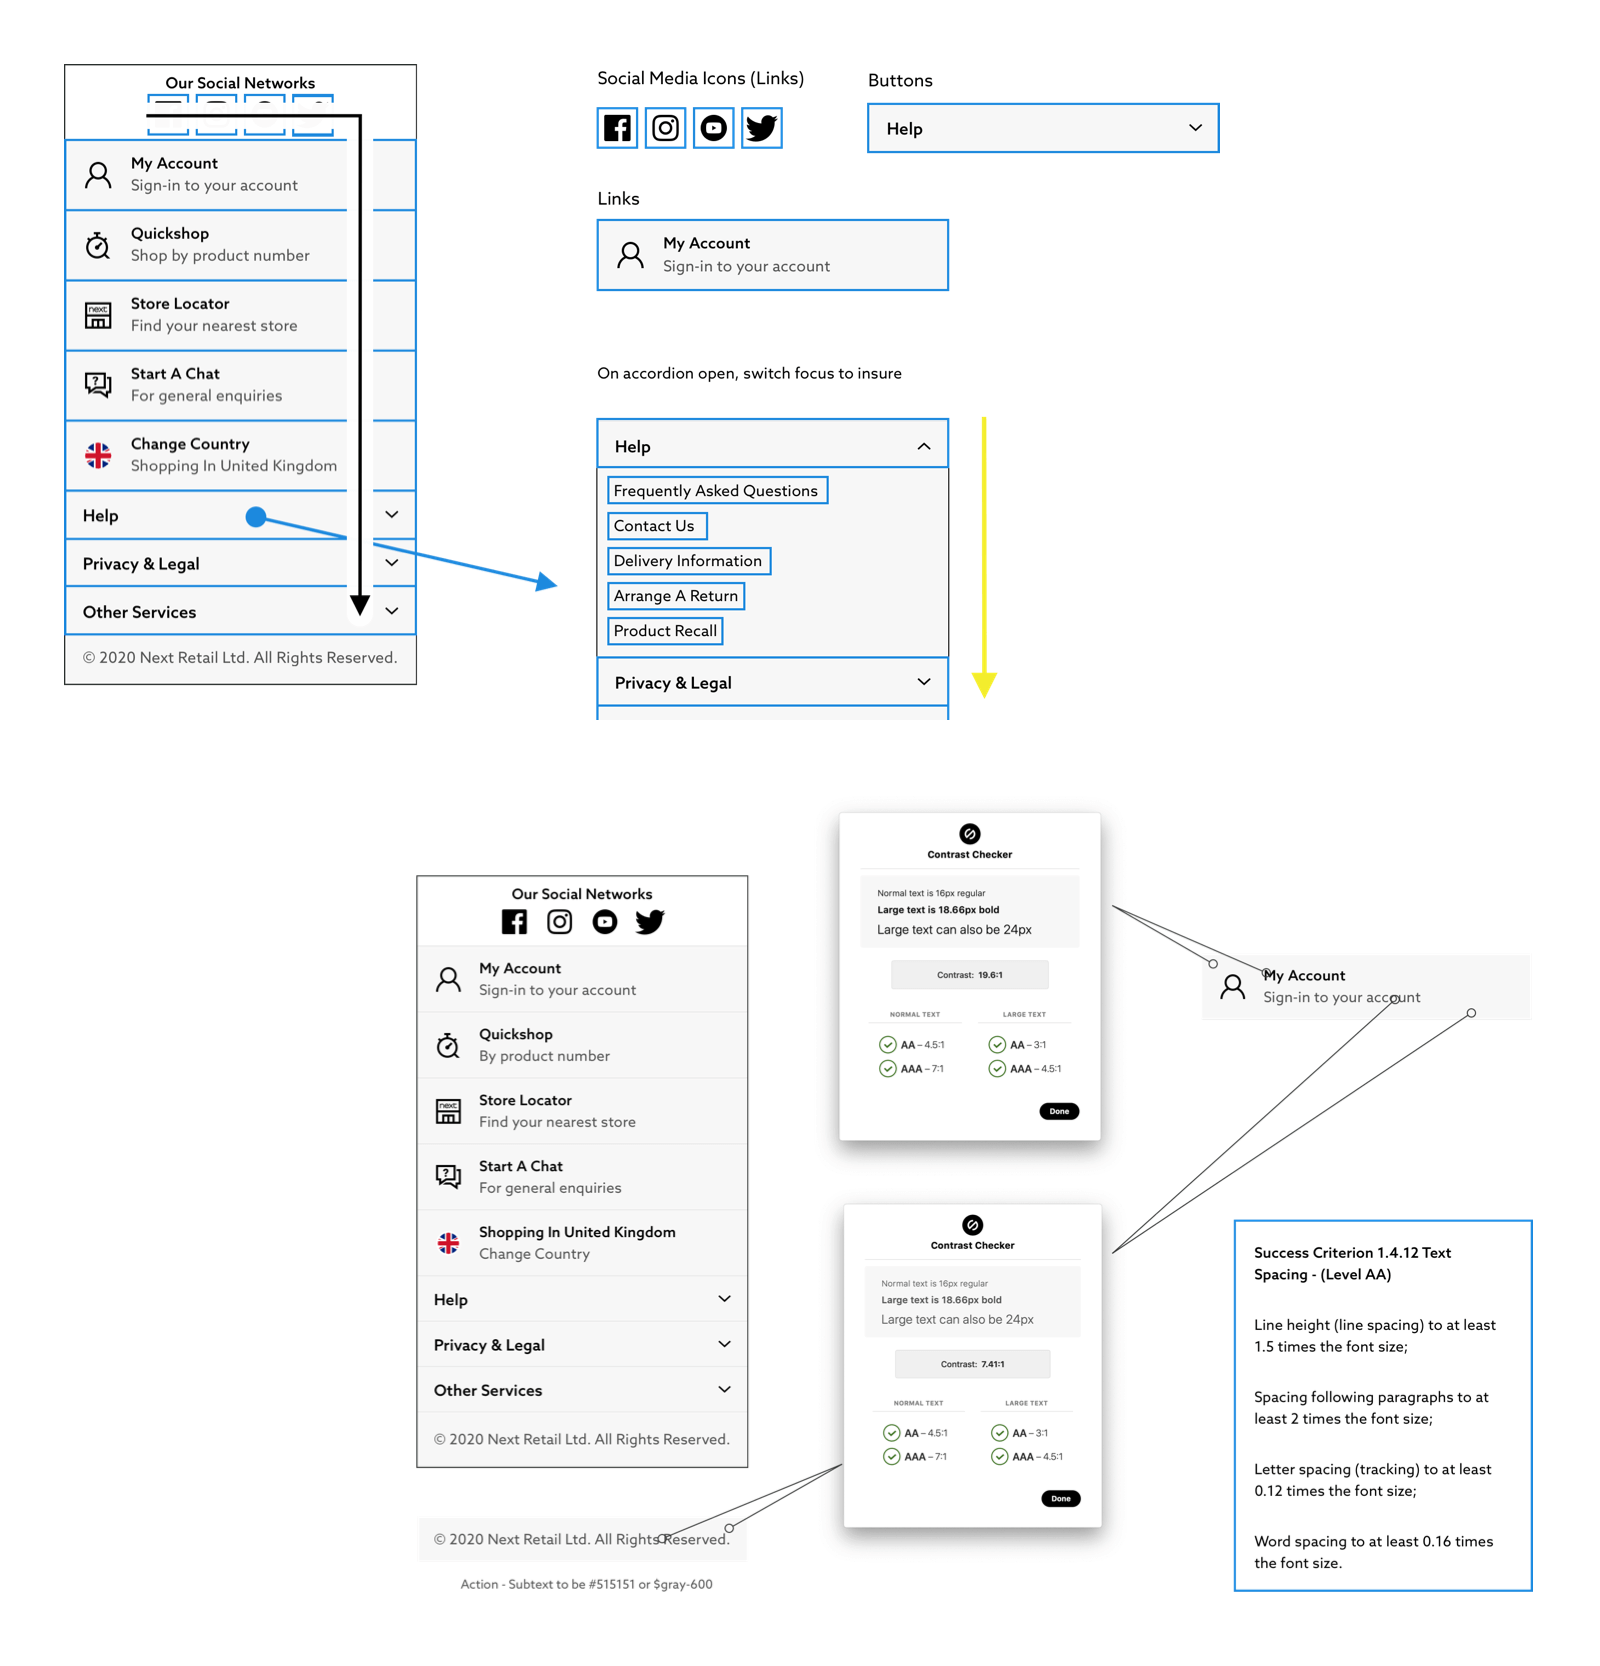 Our Social Networks
My Account
Sign-in to your account
Quickshop
Shop by product number
next
Store Locator
Find your nearest store
Start A Chat
For general enquiries
Change Country
Shopping In United Kingdom
Help
Privacy & Legal
Other Services
© 2020 Next Retail Ltd. All Rights Reserved.
Social Media Icons (Links)
Buttons
Help
Links
My Account
Sign-in to your account
On accordion open, switch focus to insure
Help
Frequently Asked Questions
Contact Us
Delivery Information
Arrange A Return
Product Recall
Privacy & Legal
Our Social Networks
My Account
Sign-in to your account
Quickshop
By product number
next
Store Locator
Find your nearest store
Start A Chat
For general enquiries
Shopping In United Kingdom
Change Country
Help
Privacy & Legal
Other Services
© 2020 Next Retail Ltd. All Rights Reserved.
© 2020 Next Retail Ltd. All Rights Reserved.
Action - Subtext to be #515151 or $gray-600
Contrast Checker
Normal text is 16px regular
Large text is 18.66px bold
Large text can also be 24px
Contrast: 19.6:1
NORMAL TEXT LARGE TEXT
AA – 4.5:1 AA – 3:1
AAA – 7:1 AAA – 4.5:1
Done
My Account
Sign-in to your account
Contrast Checker
Normal text is 16px regular
Large text is 18.66px bold
Large text can also be 24px
Contrast: 7.41:1
NORMAL TEXT LARGE TEXT
AA – 4.5:1 AA – 3:1
AAA – 7:1 AAA – 4.5:1
Done
Success Criterion 1.4.12 Text
Spacing - (Level AA)
Line height (line spacing) to at least
1.5 times the font size;
Spacing following paragraphs to at
least 2 times the font size;
Letter spacing (tracking) to at least
0.12 times the font size;
Word spacing to at least 0.16 times
the font size.